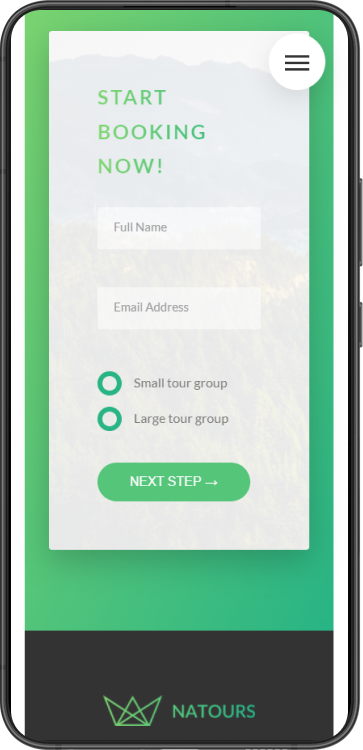 START
BOOKING
NOW!
Full Name
Email Address
Small tour group
Large tour group
NEXT STEP →
NATOURS